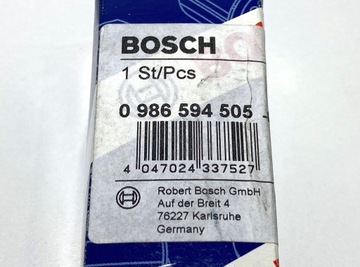 BOSCH
1 St/Pcs
0 986 594 505
4 047024 337527
Robert Bosch GmbH
Auf der Breit 4
76227 Karlsruhe
Germany